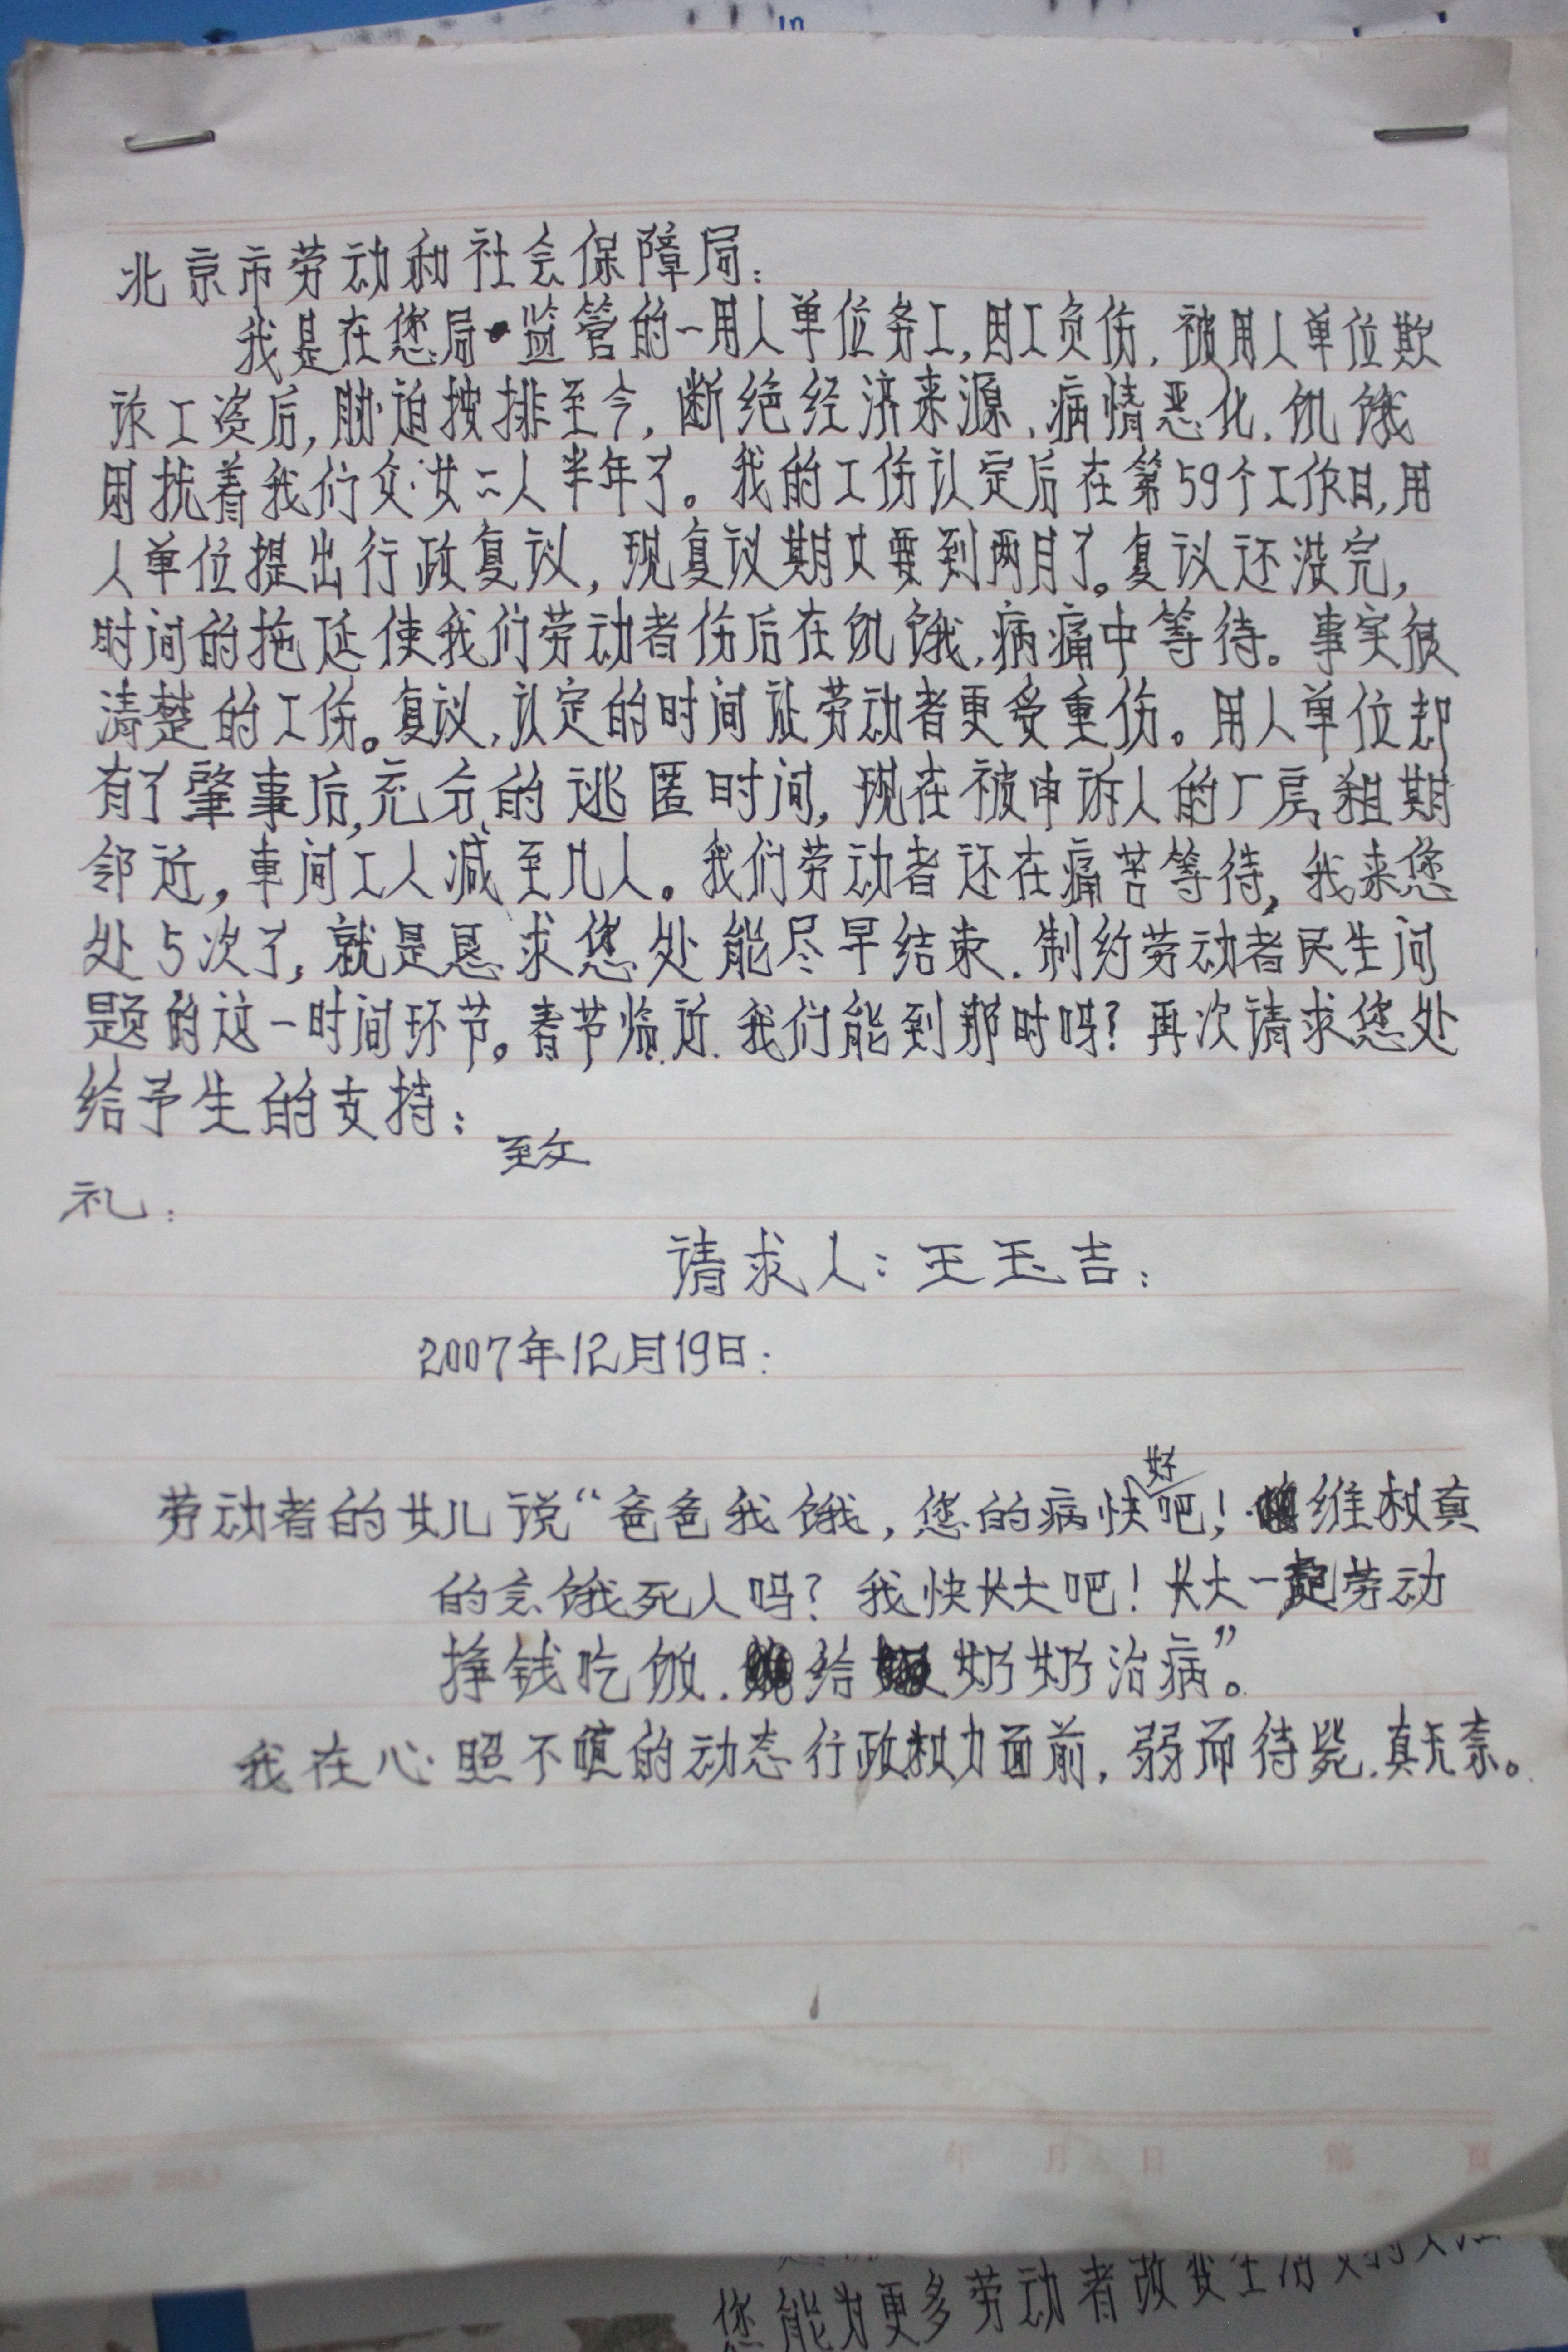 北京市劳动和社会保障局：
我是在您局监管的一用人单位务工，因工负伤，被用人单位欺
诈工资后，胁迫按排至今，断绝经济来源、病情恶化、饥饿
困扰着我们父女二人半年了。我的工伤认定后在第59个工作日，用
人单位提出行政复议，现复议期又要到两月了。复议还没完，
时间的拖延使我们劳动者伤后在饥饿、病痛中等待。事实很
清楚的工伤。复议、认定的时间让劳动者更受重伤。用人单位却
有了肇事后，充分的逃匿时间，现在被申诉人的厂房租期
邻近，车间工人减至几人。我们劳动者还在痛苦等待，我来您
处5次了，就是恳求您处能尽早结束、制约劳动者民生问
题的这一时间环节。春节临近、我们能到那时吗？再次请求您处
给予生的支持：
致
礼：
请求人：王玉吉：
2007年12月19日：
劳动者的女儿说“爸爸我饿，您的病快好吧！维权真
的会饿死人吗？我快长大吧！长大一起劳动
挣钱吃饭、给奶奶治病”。
我在心照不宣的动态行政权力面前，弱而待毙、真无奈。
年 月 日 第 页
您能为更多劳动者改变生活